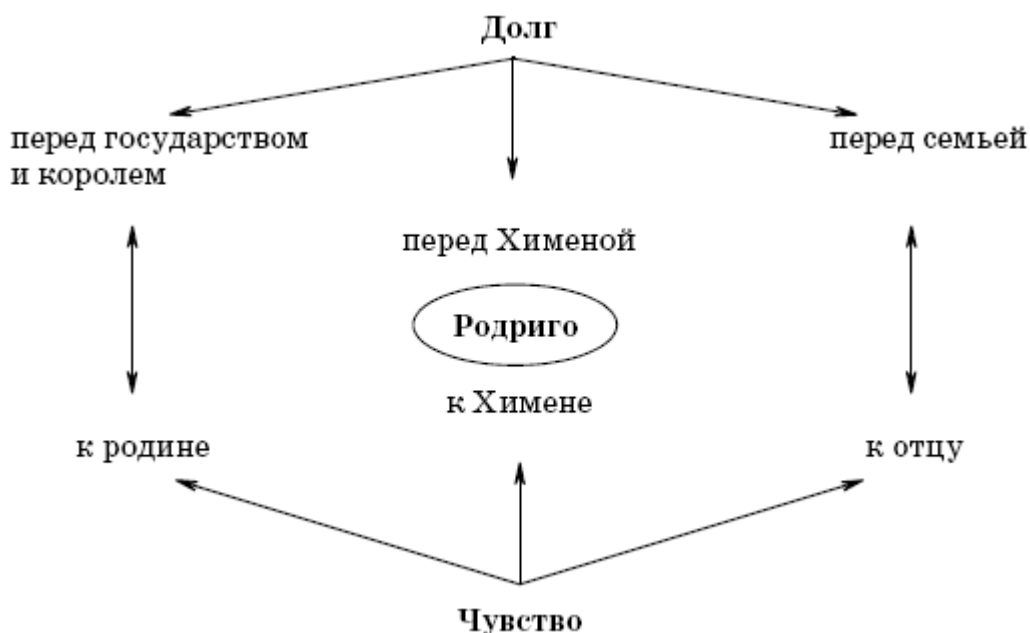 Долг
перед государством
и королем
перед семьей
перед Хименой
Родриго
к Химене
к родине
к отцу
Чувство